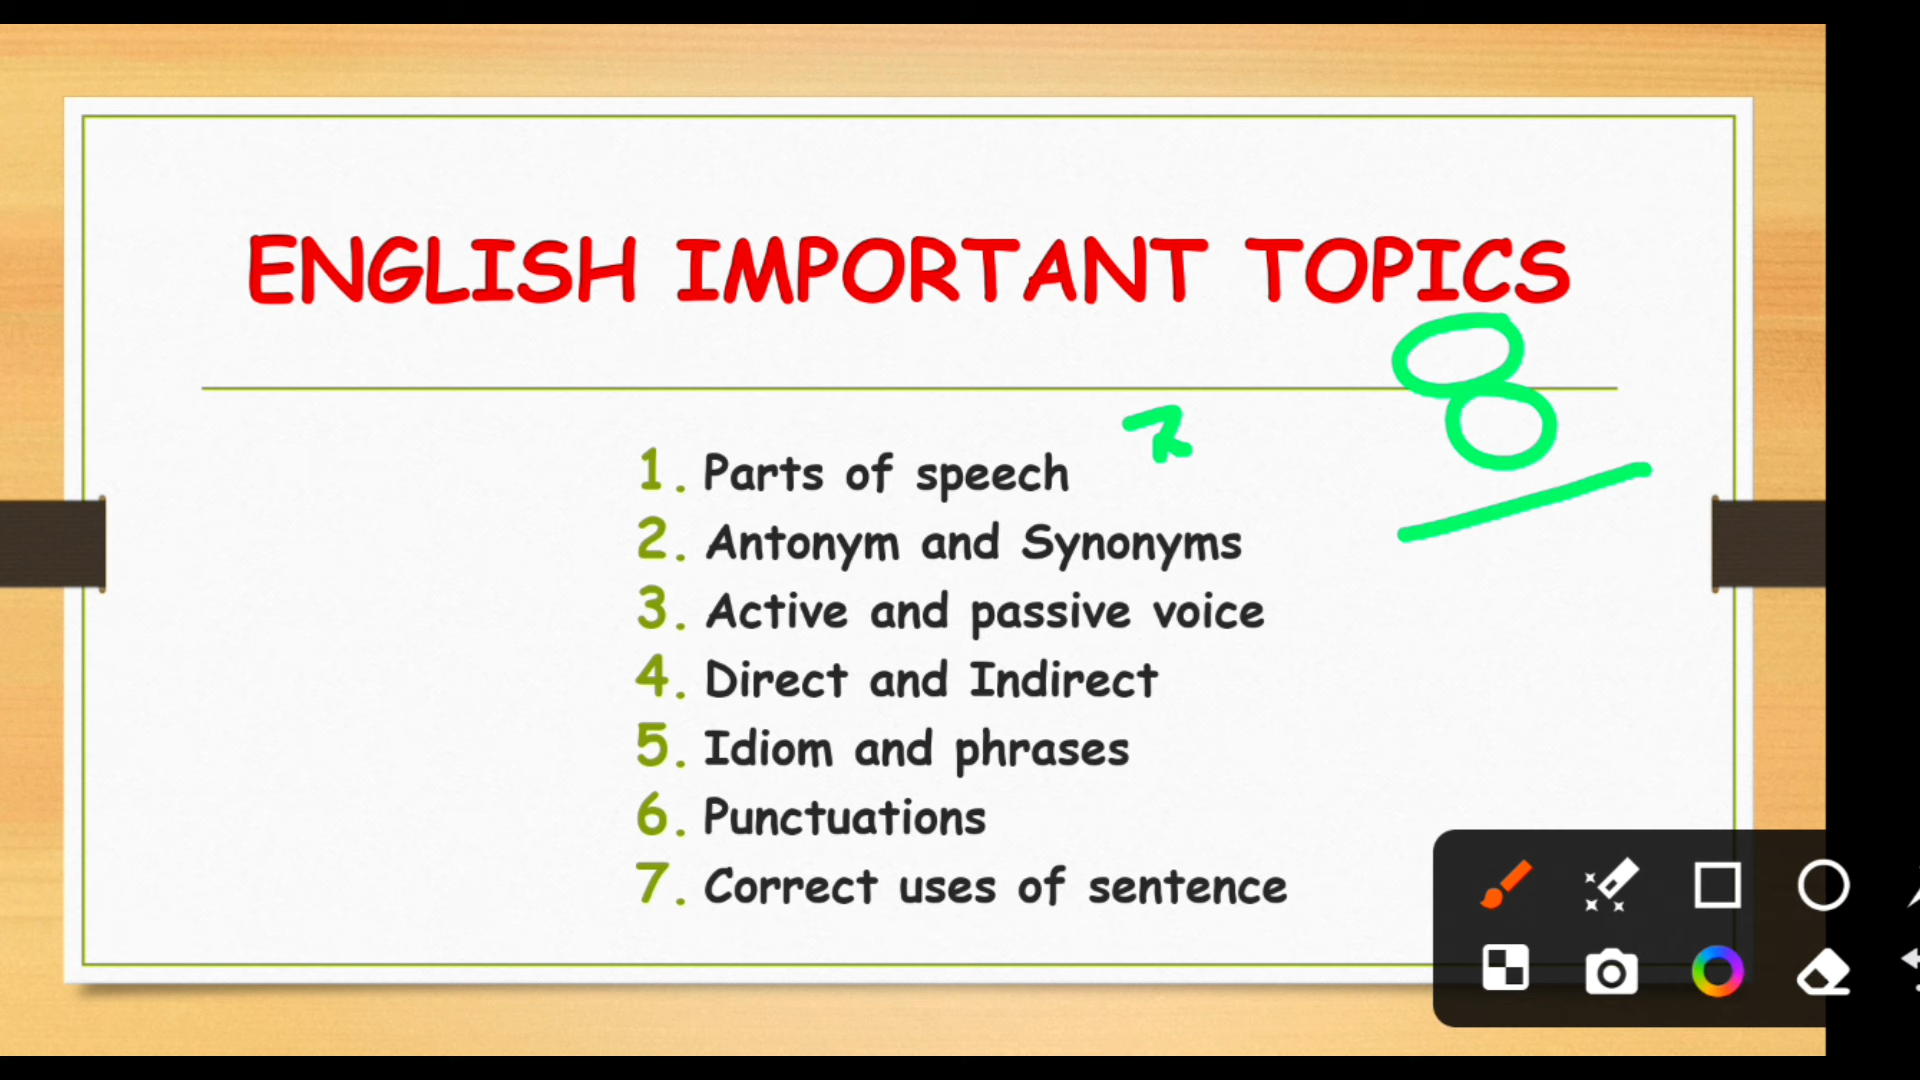 ENGLISH IMPORTANT TOPICS
8
1. Parts of speech
2. Antonym and Synonyms
3. Active and passive voice
4. Direct and Indirect
5. Idiom and phrases
6. Punctuations
7. Correct uses of sentence